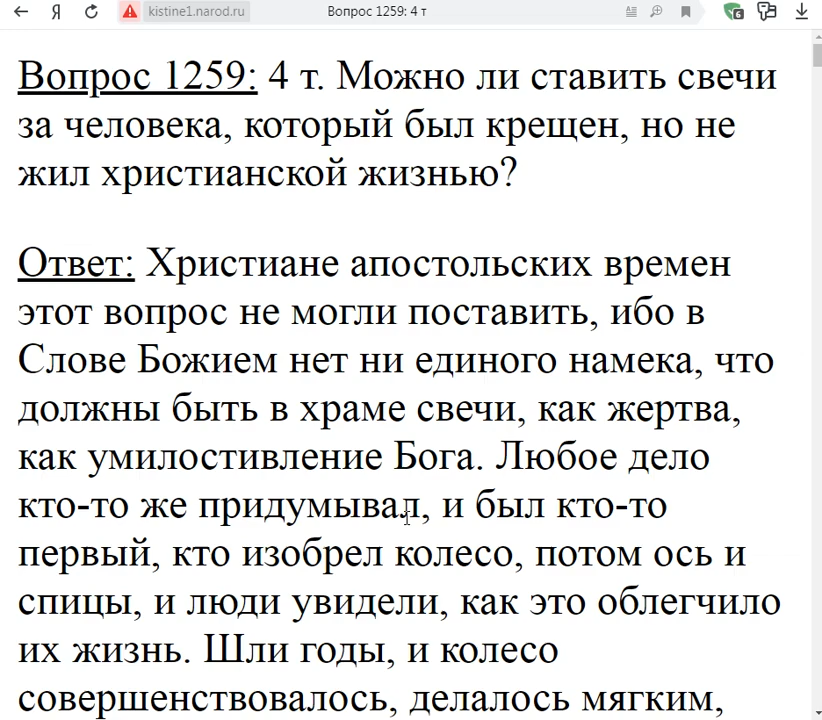 Я kistine1.narod.ru Вопрос 1259: 4 т 6
Вопрос 1259: 4 т. Можно ли ставить свечи
за человека, который был крещен, но не
жил христианской жизнью?
Ответ: Христиане апостольских времен
этот вопрос не могли поставить, ибо в
Слове Божием нет ни единого намека, что
должны быть в храме свечи, как жертва,
как умилостивление Бога. Любое дело
кто-то же придумывал, и был кто-то
первый, кто изобрел колесо, потом ось и
спицы, и люди увидели, как это облегчило
их жизнь. Шли годы, и колесо
совершенствовалось, делалось мягким,